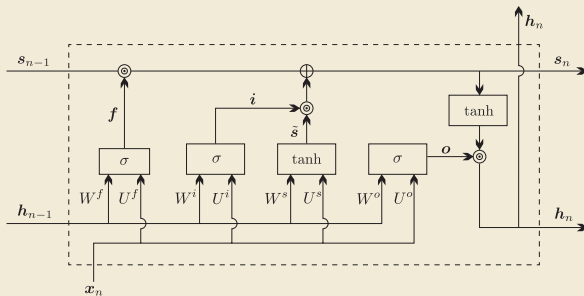 h_n
s_{n-1}
s_n
f
i
tanh
s̃
σ
σ
tanh
σ
o
W^f
U^f
W^i
U^i
W^s
U^s
W^o
U^o
h_{n-1}
h_n
x_n